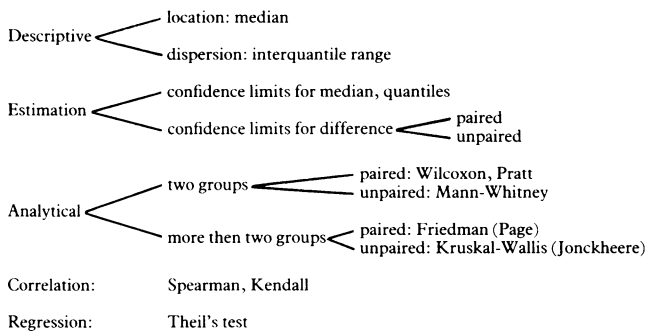 Descriptive
location: median
dispersion: interquantile range
Estimation
confidence limits for median, quantiles
confidence limits for difference
paired
unpaired
Analytical
two groups
paired: Wilcoxon, Pratt
unpaired: Mann-Whitney
more then two groups
paired: Friedman (Page)
unpaired: Kruskal-Wallis (Jonckheere)
Correlation: Spearman, Kendall
Regression: Theil's test